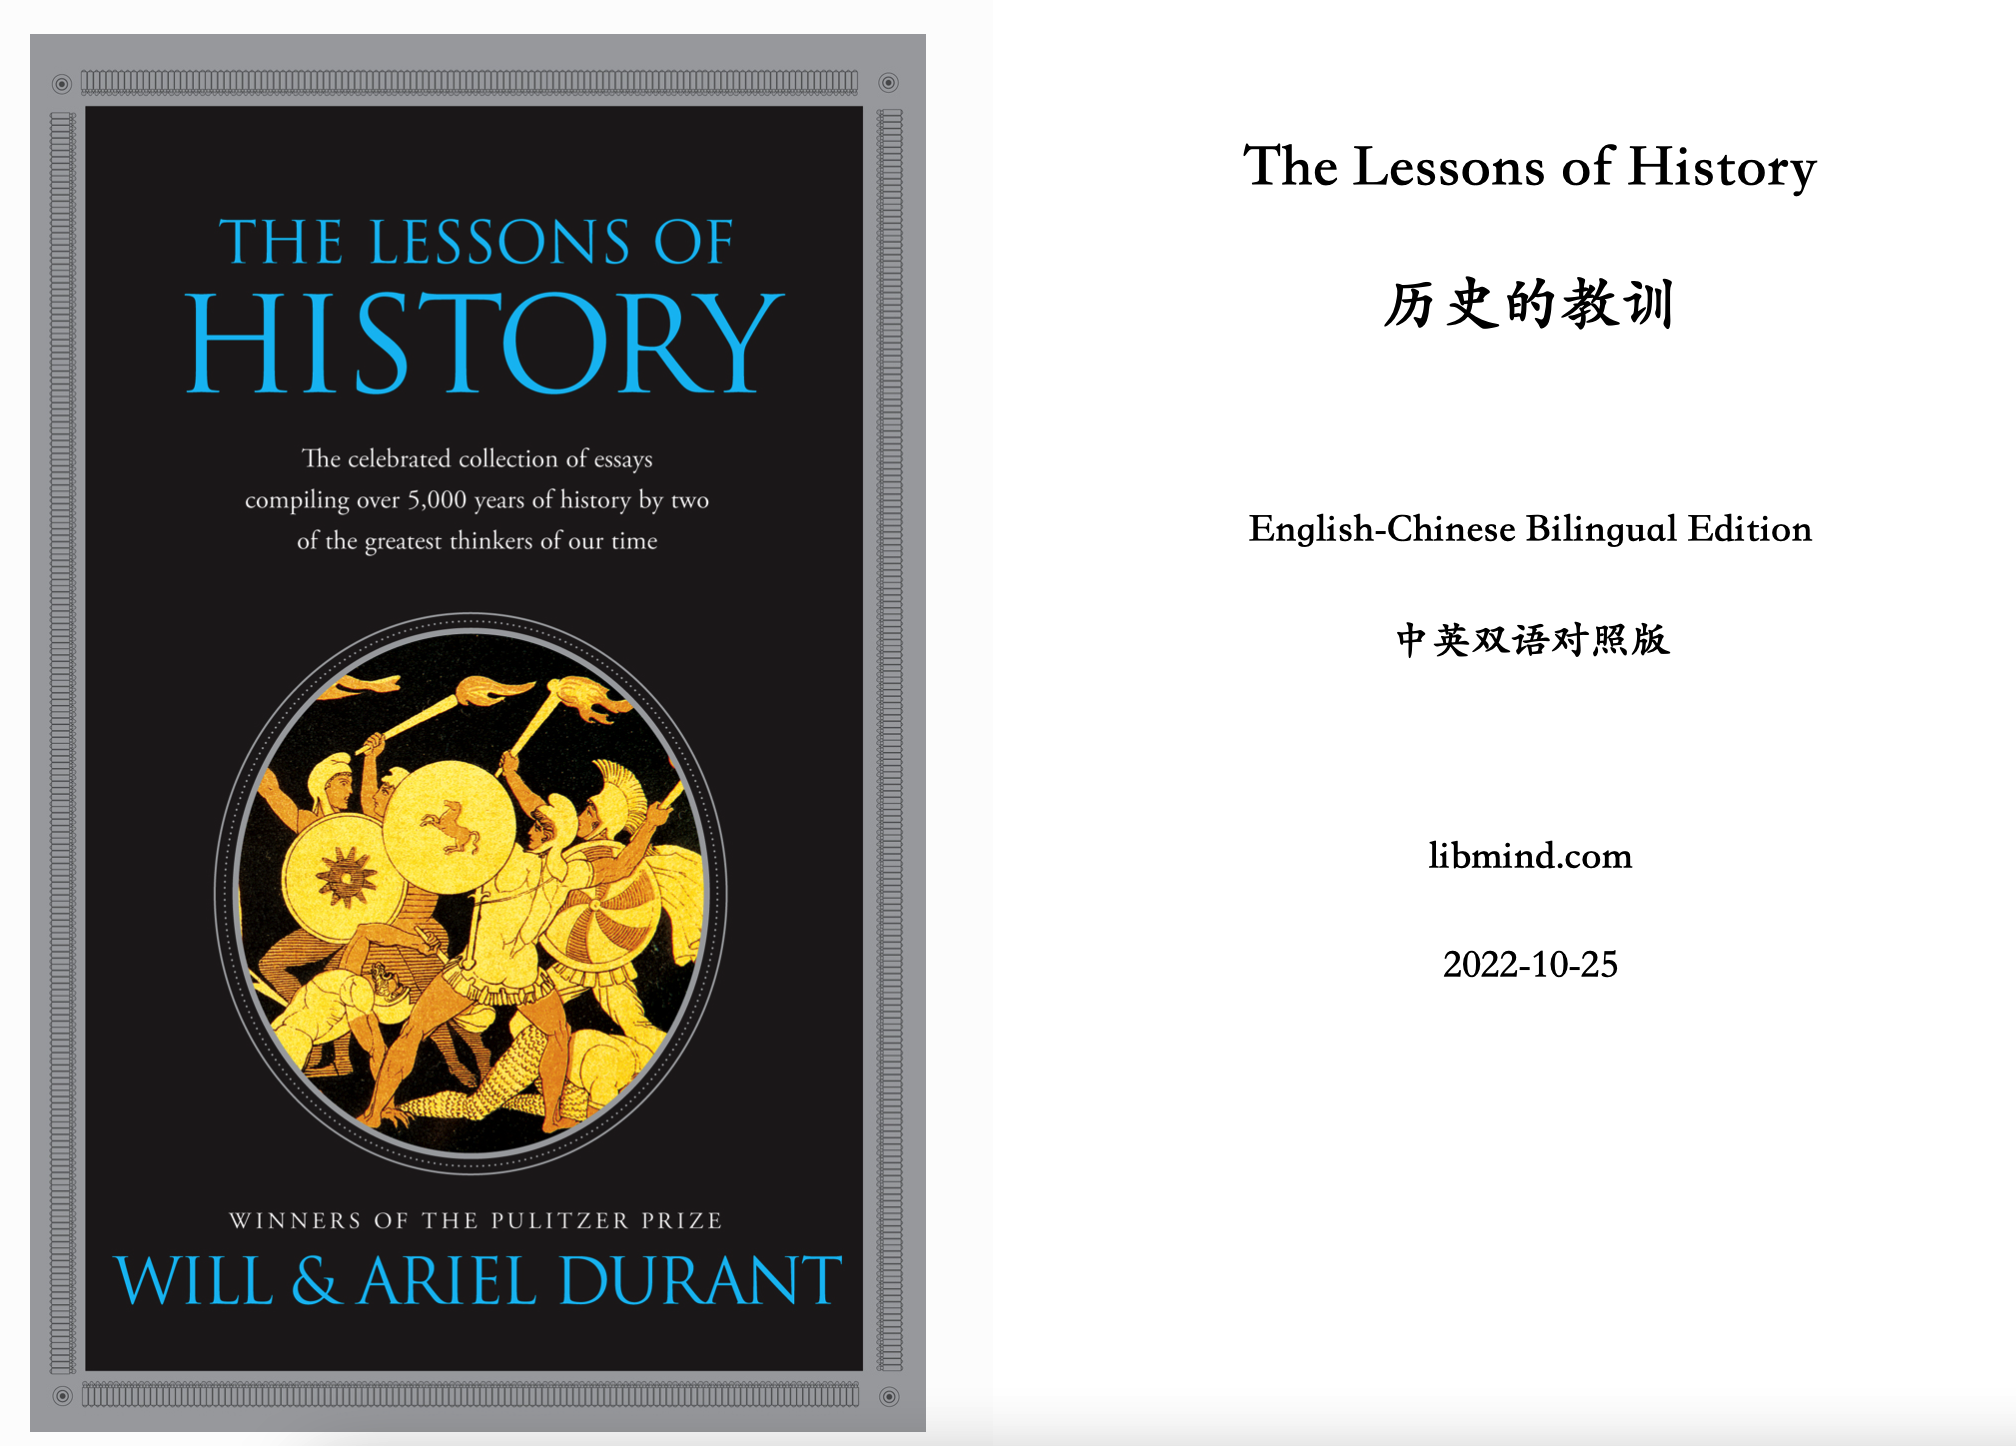 THE LESSONS OF
HISTORY
The celebrated collection of essays
compiling over 5,000 years of history by two
of the greatest thinkers of our time
WINNERS OF THE PULITZER PRIZE
WILL & ARIEL DURANT
The Lessons of History
历史的教训
English-Chinese Bilingual Edition
中英双语对照版
libmind.com
2022-10-25